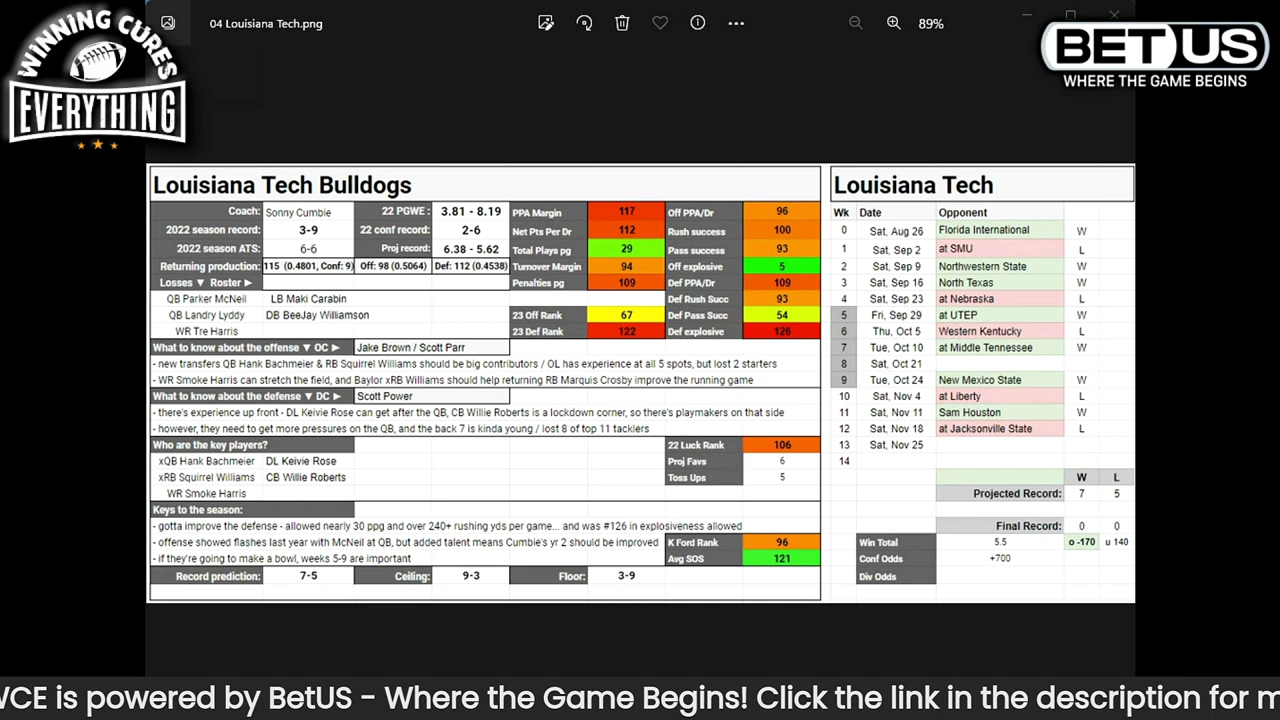 WINNING CURES
EVERYTHING
04 Louisiana Tech.png
89%
BETUS
WHERE THE GAME BEGINS
Louisiana Tech Bulldogs
Coach: Sonny Cumbie 22 PGWE : 3.81 - 8.19 PPA Margin 117 Off PPA/Dr 96
2022 season record: 3-9 22 conf record: 2-6 Net Pts Per Dr 112 Rush success 100
2022 season ATS: 6-6 Proj record: 6.38 - 5.62 Total Plays pg 29 Pass success 93
Returning production: 115 (0.4801, Conf: 9) Off: 98 (0.5064) Def: 112 (0.4538) Turnover Margin 94 Off explosive 5
Losses ▼ Roster ► Penalties pg 109 Def PPA/Dr 109
QB Parker McNeil LB Maki Carabin Def Rush Succ 93
QB Landry Lyddy DB BeeJay Williamson 23 Off Rank 67 Def Pass Succ 54
WR Tre Harris 23 Def Rank 122 Def explosive 126
What to know about the offense ▼ OC ► Jake Brown / Scott Parr
- new transfers QB Hank Bachmeier & RB Squirrel Williams should be big contributors / OL has experience at all 5 spots, but lost 2 starters
- WR Smoke Harris can stretch the field, and Baylor xRB Williams should help returning RB Marquis Crosby improve the running game
What to know about the defense ▼ DC ► Scott Power
- there's experience up front - DL Keivie Rose can get after the QB, CB Willie Roberts is a lockdown corner, so there's playmakers on that side
- however, they need to get more pressures on the QB, and the back 7 is kinda young / lost 8 of top 11 tacklers
Who are the key players? 22 Luck Rank 106
xQB Hank Bachmeier DL Keivie Rose Proj Favs 6
xRB Squirrel Williams CB Willie Roberts Toss Ups 5
WR Smoke Harris
Keys to the season:
- gotta improve the defense - allowed nearly 30 ppg and over 240+ rushing yds per game... and was #126 in explosiveness allowed
- offense showed flashes last year with McNeil at QB, but added talent means Cumbie's yr 2 should be improved K Ford Rank 96
- if they're going to make a bowl, weeks 5-9 are important Avg SOS 121
Record prediction: 7-5 Ceiling: 9-3 Floor: 3-9
Louisiana Tech
Wk Date Opponent
0 Sat, Aug 26 Florida International W
1 Sat, Sep 2 at SMU L
2 Sat, Sep 9 Northwestern State W
3 Sat, Sep 16 North Texas W
4 Sat, Sep 23 at Nebraska L
5 Fri, Sep 29 at UTEP W
6 Thu, Oct 5 Western Kentucky L
7 Tue, Oct 10 at Middle Tennessee W
8 Sat, Oct 21
9 Tue, Oct 24 New Mexico State W
10 Sat, Nov 4 at Liberty L
11 Sat, Nov 11 Sam Houston W
12 Sat, Nov 18 at Jacksonville State L
13 Sat, Nov 25
14
W L
Projected Record: 7 5
Final Record: 0 0
Win Total 5.5 o -170 u 140
Conf Odds +700
Div Odds
WCE is powered by BetUS - Where the Game Begins! Click the link in the description for m